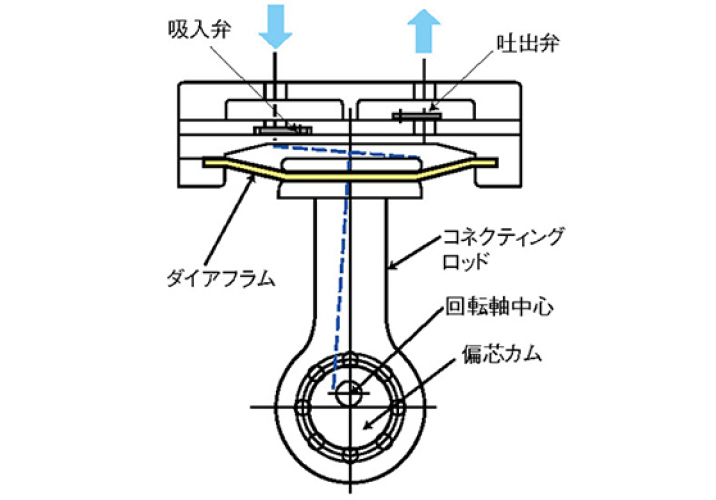 吸入弁
吐出弁
コネクティング
ロッド
ダイアフラム
回転軸中心
偏芯カム